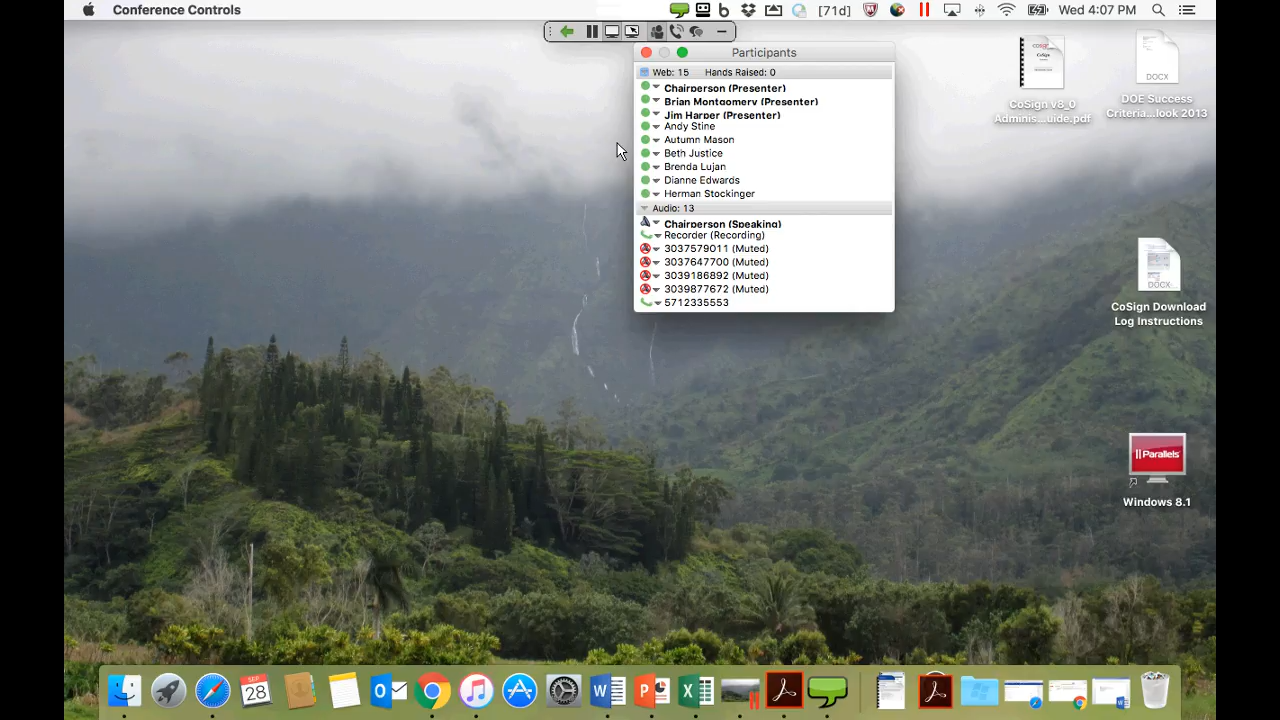 Conference Controls
[71d]
Wed 4:07 PM
Participants
Web: 15 Hands Raised: 0
Chairperson (Presenter)
Brian Montgomery (Presenter)
Jim Harper (Presenter)
Andy Stine
Autumn Mason
Beth Justice
Brenda Lujan
Dianne Edwards
Herman Stockinger
Audio: 13
Chairperson (Speaking)
Recorder (Recording)
3037579011 (Muted)
3037647700 (Muted)
3039186892 (Muted)
3039877672 (Muted)
5712335553
CoSign
CoSign v8_0
Adminis...uide.pdf
DOCX
DOE Success
Criteria...look 2013
DOCX
CoSign Download
Log Instructions
Parallels
Windows 8.1
SEP
28